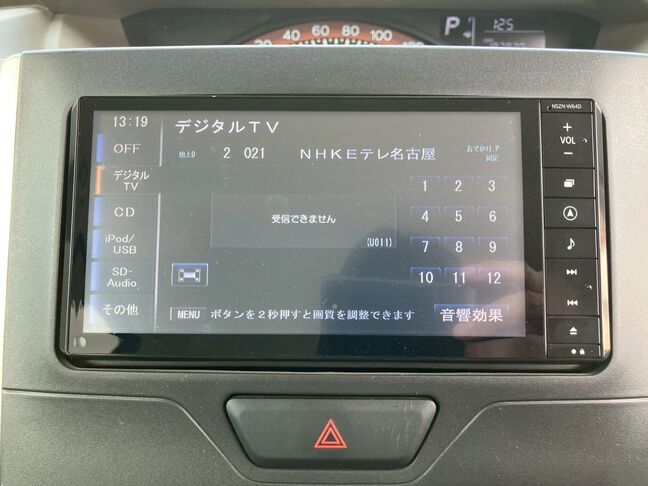 20 40 60 80 100 120
P 125
NSZN-W64D
13:19 デジタルTV
OFF
地上D 2 021 NHKEテレ名古屋 おでかけ.P 固定
デジタル TV
1 2 3
CD
受信できません
4 5 6
(U011)
iPod/ USB
7 8 9
SD- Audio
10 11 12
その他
MENU ボタンを2秒押すと画質を調整できます 音響効果
+
VOL
−